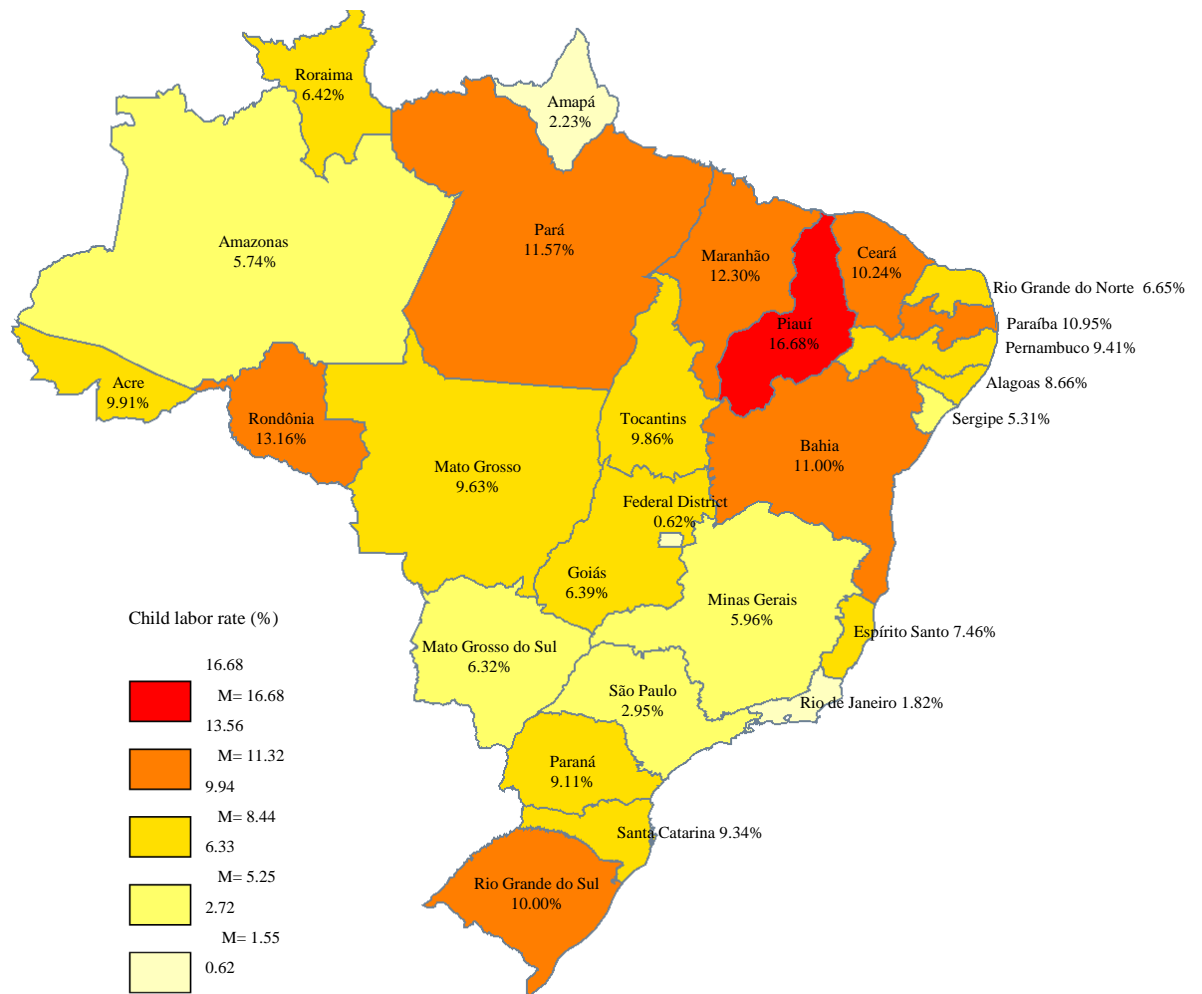 Roraima
6.42%
Amapá
2.23%
Amazonas
5.74%
Pará
11.57%
Maranhão
12.30%
Ceará
10.24%
Rio Grande do Norte 6.65%
Piauí
16.68%
Paraíba 10.95%
Pernambuco 9.41%
Acre
9.91%
Alagoas 8.66%
Rondônia
13.16%
Tocantins
9.86%
Sergipe 5.31%
Mato Grosso
9.63%
Bahia
11.00%
Federal District
0.62%
Goiás
6.39%
Minas Gerais
5.96%
Espírito Santo 7.46%
Mato Grosso do Sul
6.32%
São Paulo
2.95%
Rio de Janeiro 1.82%
Paraná
9.11%
Santa Catarina 9.34%
Rio Grande do Sul
10.00%
Child labor rate (%)
16.68
M= 16.68
13.56
M= 11.32
9.94
M= 8.44
6.33
M= 5.25
2.72
M= 1.55
0.62